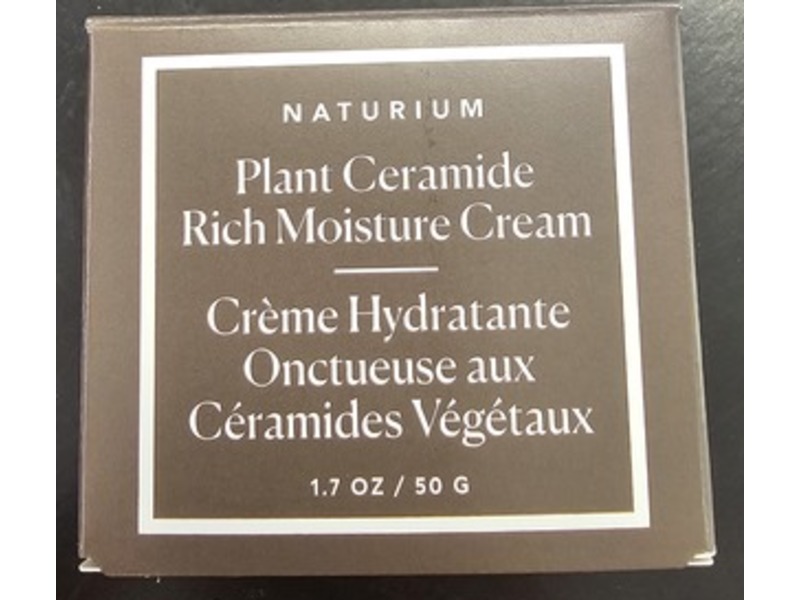 NATURIUM
Plant Ceramide
Rich Moisture Cream
Crème Hydratante
Onctueuse aux
Céramides Végétaux
1.7 OZ / 50 G